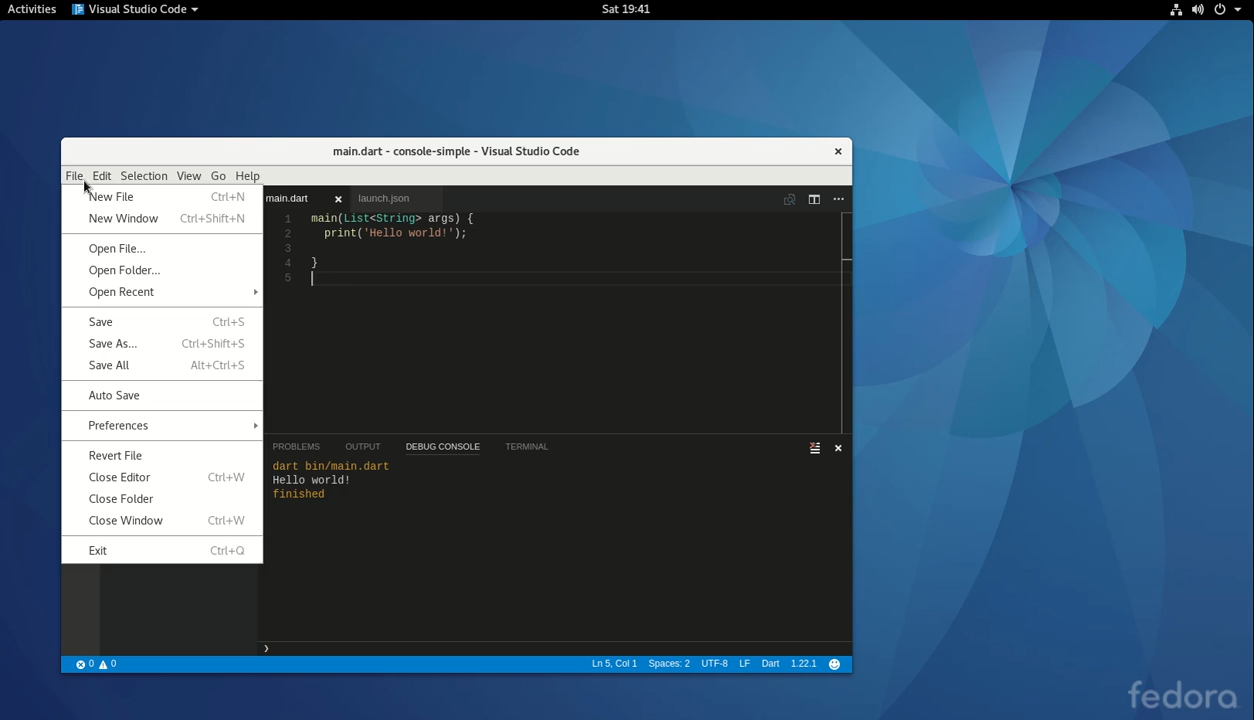 Activities Visual Studio Code Sat 19:41
main.dart - console-simple - Visual Studio Code
File Edit Selection View Go Help
New File Ctrl+N
New Window Ctrl+Shift+N
Open File...
Open Folder...
Open Recent
Save Ctrl+S
Save As... Ctrl+Shift+S
Save All Alt+Ctrl+S
Auto Save
Preferences
Revert File
Close Editor Ctrl+W
Close Folder
Close Window Ctrl+W
Exit Ctrl+Q
main.dart launch.json
1 main(List<String> args) {
2 print('Hello world!');
3
4 }
5
PROBLEMS OUTPUT DEBUG CONSOLE TERMINAL
dart bin/main.dart
Hello world!
finished
❯
0 0 Ln 5, Col 1 Spaces: 2 UTF-8 LF Dart 1.22.1
fedora